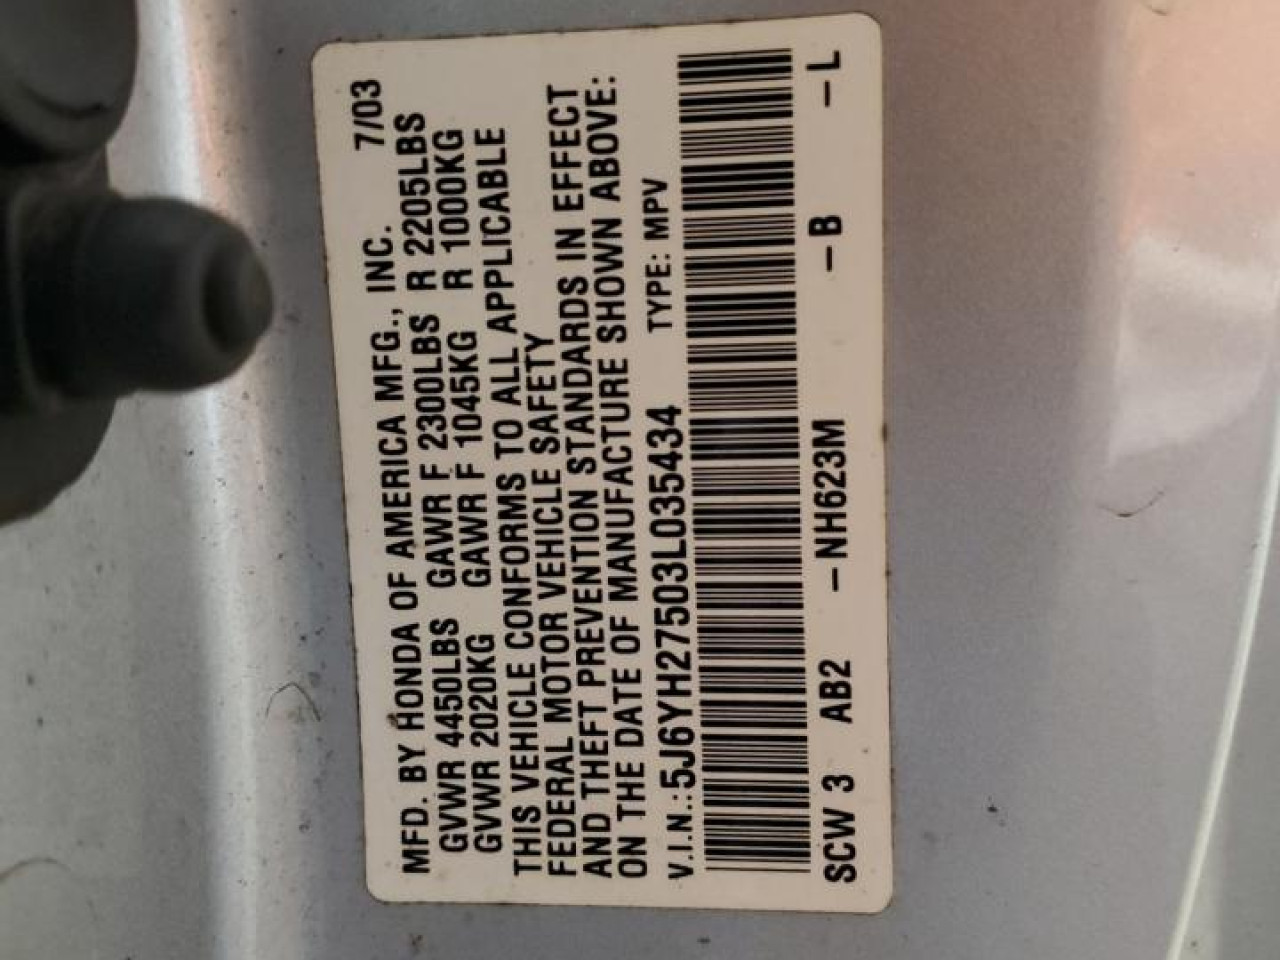 MFD. BY HONDA OF AMERICA MFG., INC. 7/03
GVWR 4450LBS GAWR F 2300LBS R 2205LBS
GVWR 2020KG GAWR F 1045KG R 1000KG
THIS VEHICLE CONFORMS TO ALL APPLICABLE
FEDERAL MOTOR VEHICLE SAFETY
AND THEFT PREVENTION STANDARDS IN EFFECT
ON THE DATE OF MANUFACTURE SHOWN ABOVE:
V.I.N.:5J6YH27503L035434 TYPE: MPV
SCW 3 AB2 –NH623M –B –L